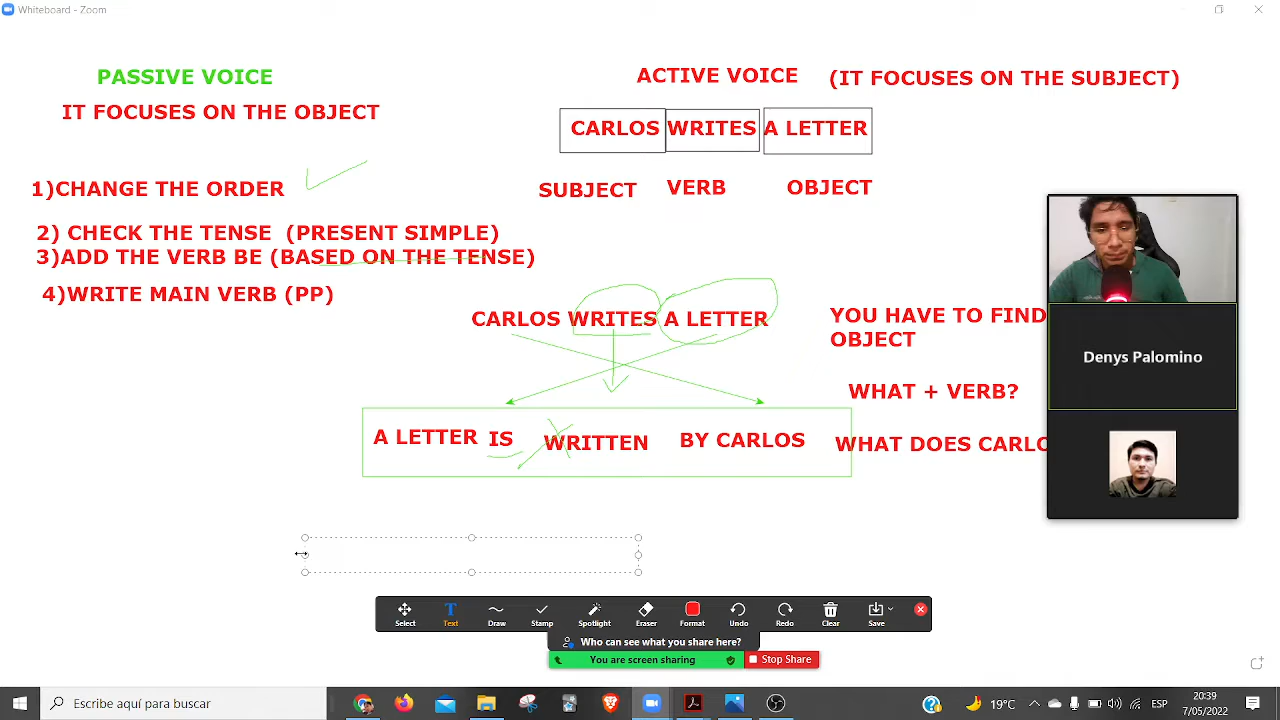 Whiteboard - Zoom
PASSIVE VOICE
IT FOCUSES ON THE OBJECT
ACTIVE VOICE (IT FOCUSES ON THE SUBJECT)
CARLOS WRITES A LETTER
SUBJECT VERB OBJECT
1)CHANGE THE ORDER
2) CHECK THE TENSE (PRESENT SIMPLE)
3)ADD THE VERB BE (BASED ON THE TENSE)
4)WRITE MAIN VERB (PP)
CARLOS WRITES A LETTER
YOU HAVE TO FIND
OBJECT
WHAT + VERB?
A LETTER IS WRITTEN BY CARLOS
WHAT DOES CARLO
Denys Palomino
Select
Text
Draw
Stamp
Spotlight
Eraser
Format
Undo
Redo
Clear
Save
Who can see what you share here?
You are screen sharing
Stop Share
Escribe aquí para buscar
19°C
ESP
20:39
7/05/2022